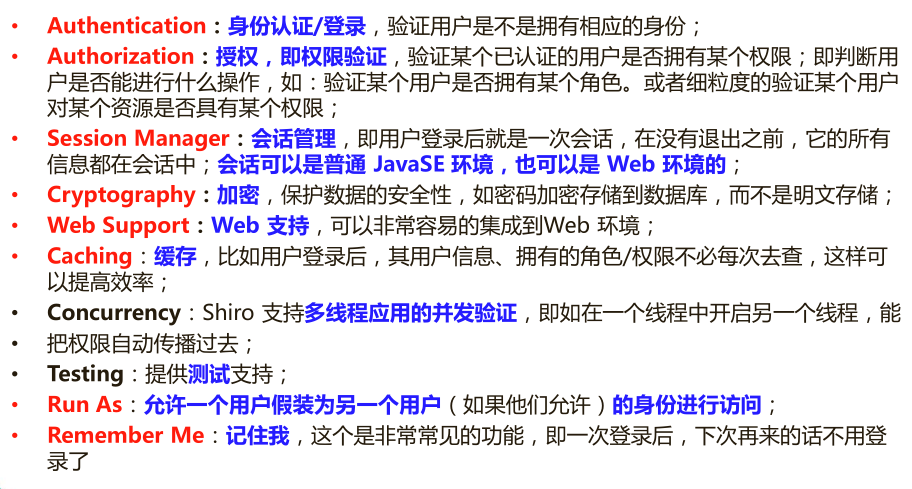 • Authentication：身份认证/登录，验证用户是不是拥有相应的身份；
• Authorization：授权，即权限验证，验证某个已认证的用户是否拥有某个权限；即判断用
户是否能进行什么操作，如：验证某个用户是否拥有某个角色。或者细粒度的验证某个用户
对某个资源是否具有某个权限；
• Session Manager：会话管理，即用户登录后就是一次会话，在没有退出之前，它的所有
信息都在会话中；会话可以是普通 JavaSE 环境，也可以是 Web 环境的；
• Cryptography：加密，保护数据的安全性，如密码加密存储到数据库，而不是明文存储；
• Web Support：Web 支持，可以非常容易的集成到Web 环境；
• Caching：缓存，比如用户登录后，其用户信息、拥有的角色/权限不必每次去查，这样可
以提高效率；
• Concurrency：Shiro 支持多线程应用的并发验证，即如在一个线程中开启另一个线程，能
• 把权限自动传播过去；
• Testing：提供测试支持；
• Run As：允许一个用户假装为另一个用户（如果他们允许）的身份进行访问；
• Remember Me：记住我，这个是非常常见的功能，即一次登录后，下次再来的话不用登
录了